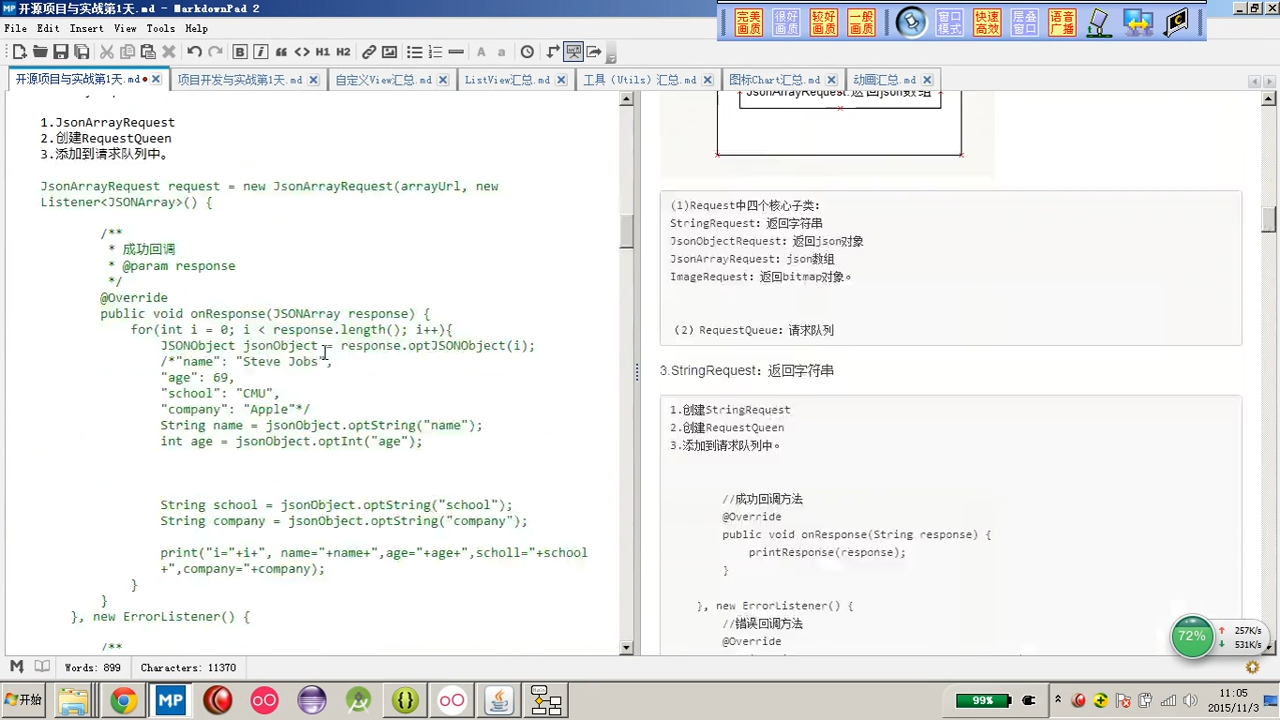 开源项目与实战第1天.md - MarkdownPad 2
完美画质
很好画质
较好画质
一般画质
窗口模式
快速高效
层叠窗口
语音广播
File Edit Insert View Tools Help
B i H1 H2
A a
开源项目与实战第1天.md
项目开发与实战第1天.md
自定义View汇总.md
ListView汇总.md
工具（Utils）汇总.md
图标Chart汇总.md
动画汇总.md
1.JsonArrayRequest
2.创建RequestQueen
3.添加到请求队列中。
JsonArrayRequest request = new JsonArrayRequest(arrayUrl, new
Listener<JSONArray>() {
/**
* 成功回调
* @param response
*/
@Override
public void onResponse(JSONArray response) {
for(int i = 0; i < response.length(); i++){
JSONObject jsonObject = response.optJSONObject(i);
/*"name": "Steve Jobs",
"age": 69,
"school": "CMU",
"company": "Apple"*/
String name = jsonObject.optString("name");
int age = jsonObject.optInt("age");
String school = jsonObject.optString("school");
String company = jsonObject.optString("company");
print("i="+i+", name="+name+",age="+age+",scholl="+school
+",company="+company);
}
}
}, new ErrorListener() {
/**
JsonArrayRequest:返回json数组
(1)Request中四个核心子类:
StringRequest: 返回字符串
JsonObjectRequest: 返回json对象
JsonArrayRequest: json数组
ImageRequest: 返回bitmap对象。
（2）RequestQueue: 请求队列
3.StringRequest：返回字符串
1.创建StringRequest
2.创建RequestQueen
3.添加到请求队列中。
//成功回调方法
@Override
public void onResponse(String response) {
printResponse(response);
}
}, new ErrorListener() {
//错误回调方法
@Override
72%
257K/s
531K/s
Words: 899 Characters: 11370
开始
MP
99%
11:05
2015/11/3